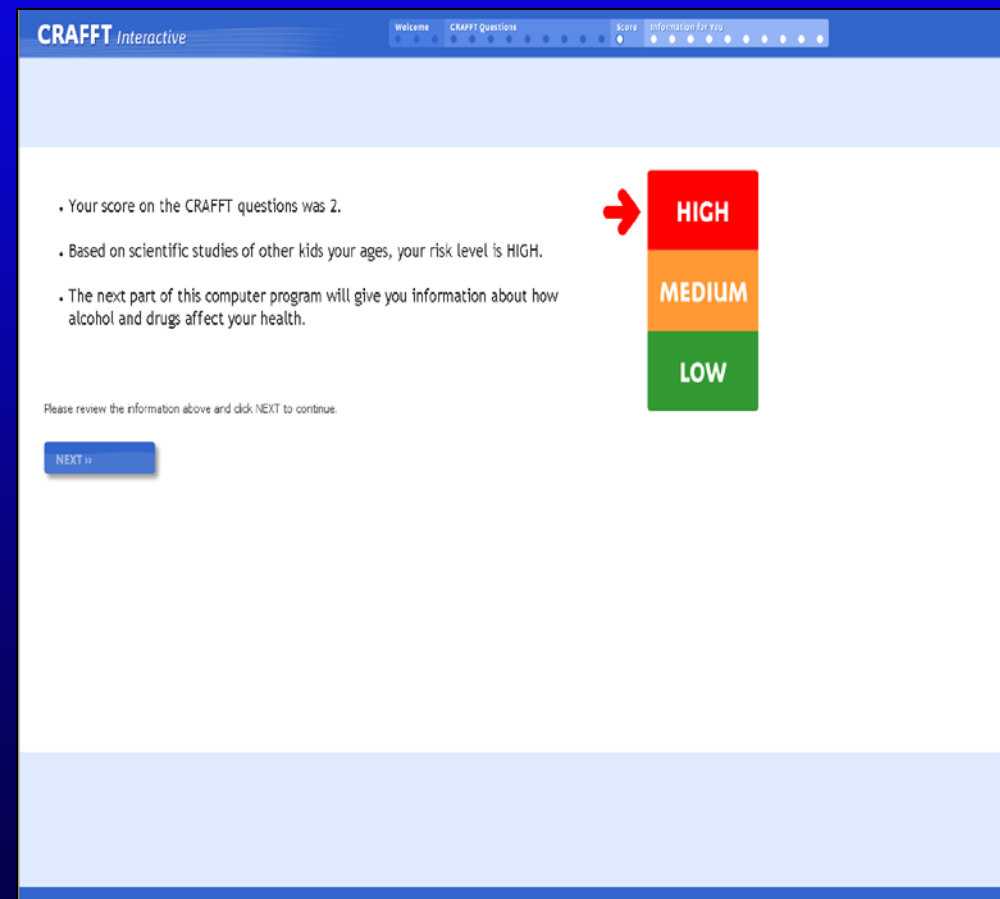 CRAFFT Interactive
Welcome CRAFFT Questions Score Information for You
• Your score on the CRAFFT questions was 2.
• Based on scientific studies of other kids your ages, your risk level is HIGH.
• The next part of this computer program will give you information about how
alcohol and drugs affect your health.
HIGH
MEDIUM
LOW
Please review the information above and click NEXT to continue.
NEXT »